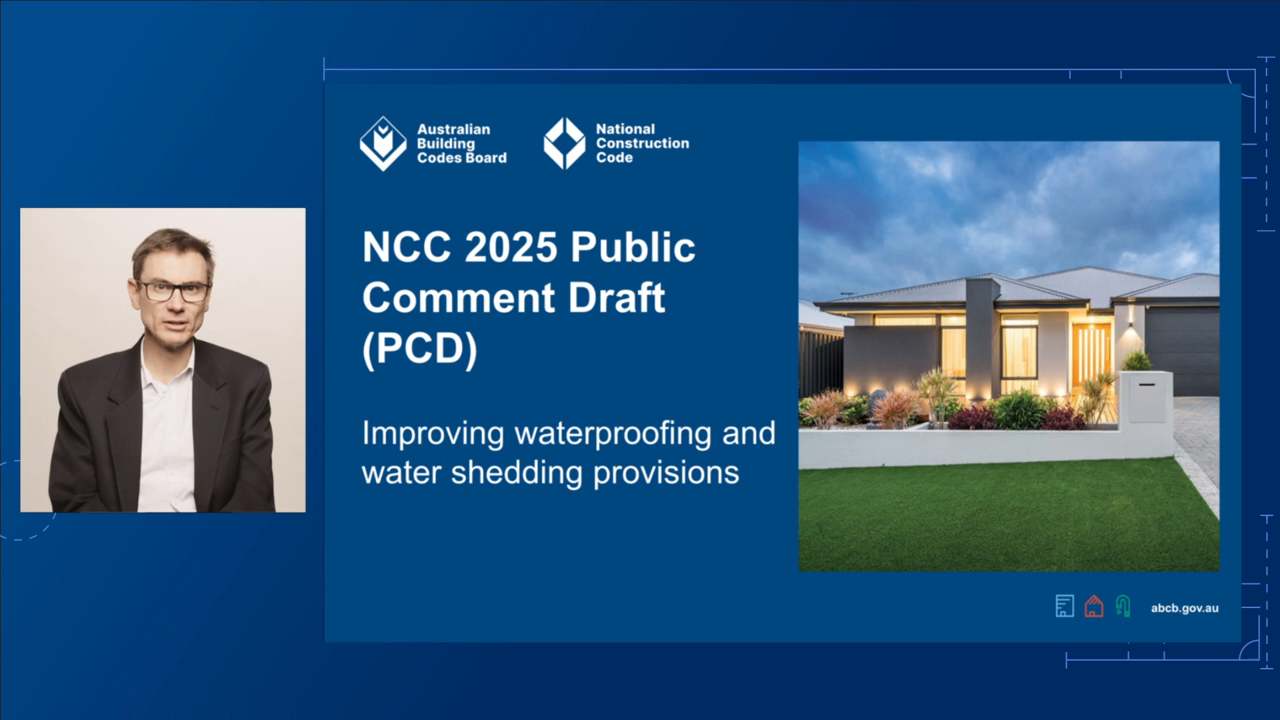 Australian
Building
Codes Board
National
Construction
Code
NCC 2025 Public
Comment Draft
(PCD)
Improving waterproofing and
water shedding provisions
abcb.gov.au